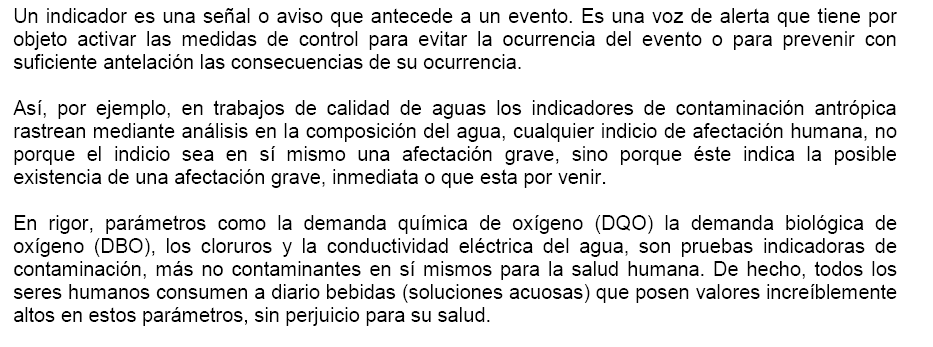 Un indicador es una señal o aviso que antecede a un evento. Es una voz de alerta que tiene por
objeto activar las medidas de control para evitar la ocurrencia del evento o para prevenir con
suficiente antelación las consecuencias de su ocurrencia.
Así, por ejemplo, en trabajos de calidad de aguas los indicadores de contaminación antrópica
rastrean mediante análisis en la composición del agua, cualquier indicio de afectación humana, no
porque el indicio sea en sí mismo una afectación grave, sino porque éste indica la posible
existencia de una afectación grave, inmediata o que esta por venir.
En rigor, parámetros como la demanda química de oxígeno (DQO) la demanda biológica de
oxígeno (DBO), los cloruros y la conductividad eléctrica del agua, son pruebas indicadoras de
contaminación, más no contaminantes en sí mismos para la salud humana. De hecho, todos los
seres humanos consumen a diario bebidas (soluciones acuosas) que posen valores increíblemente
altos en estos parámetros, sin perjuicio para su salud.